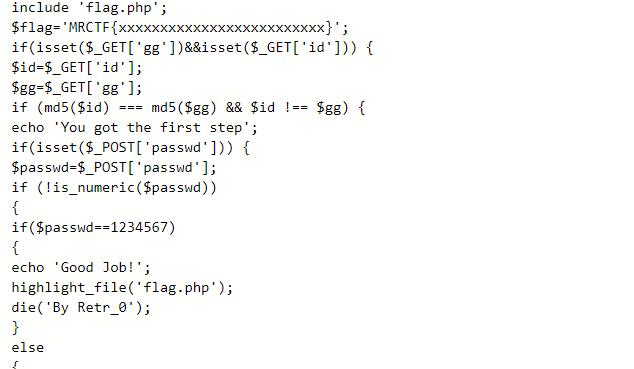 include 'flag.php';
$flag='MRCTF{xxxxxxxxxxxxxxxxxxxxxxxxx}';
if(isset($_GET['gg'])&&isset($_GET['id'])) {
$id=$_GET['id'];
$gg=$_GET['gg'];
if (md5($id) === md5($gg) && $id !== $gg) {
echo 'You got the first step';
if(isset($_POST['passwd'])) {
$passwd=$_POST['passwd'];
if (!is_numeric($passwd))
{
if($passwd==1234567)
{
echo 'Good Job!';
highlight_file('flag.php');
die('By Retr_0');
}
else
{